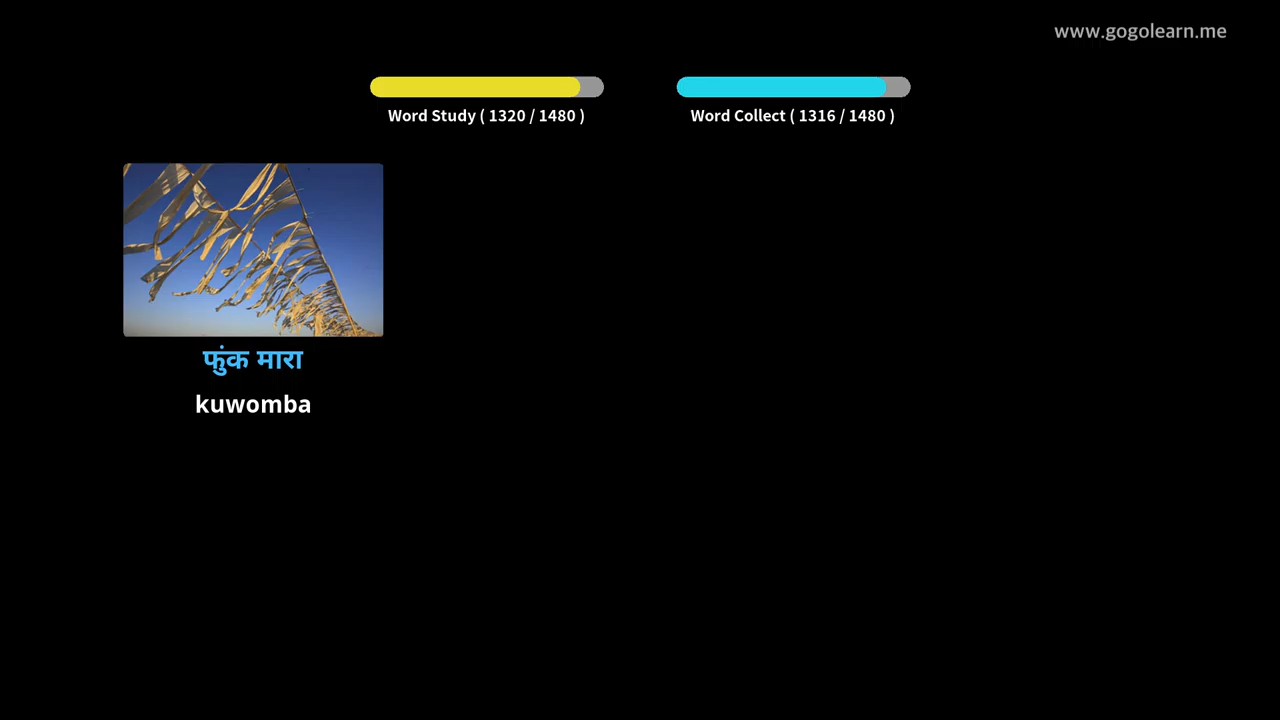 www.gogolearn.me
Word Study ( 1320 / 1480 )
Word Collect ( 1316 / 1480 )
फुंक मारा
kuwomba